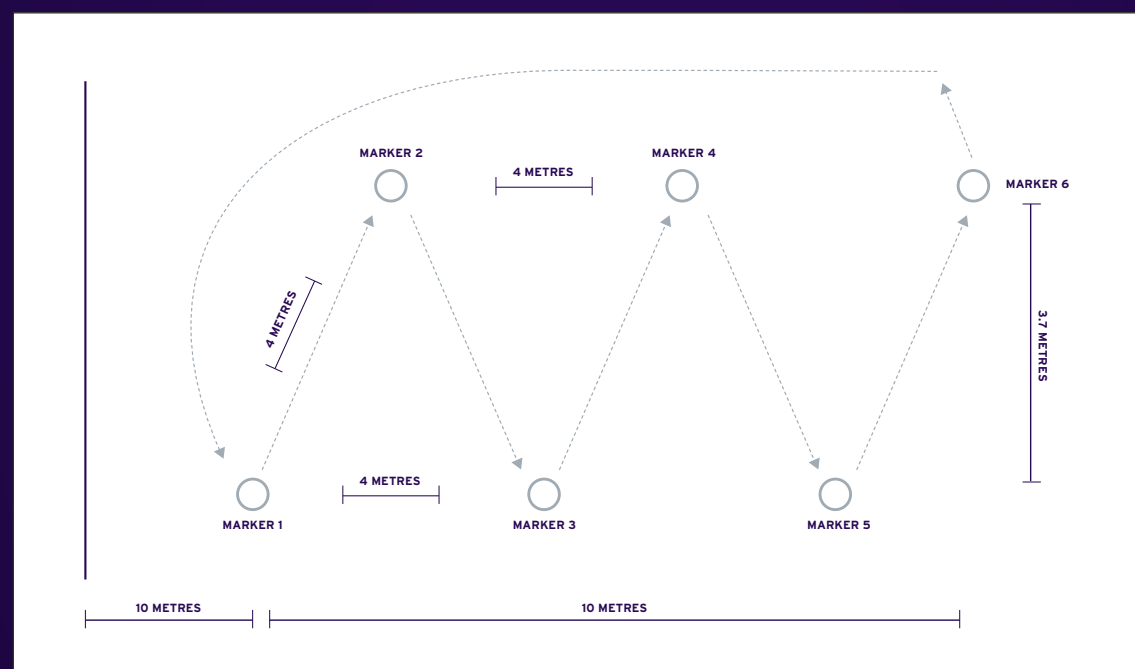 MARKER 2
MARKER 4
4 METRES
MARKER 6
4 METRES
3.7 METRES
4 METRES
MARKER 1
MARKER 3
MARKER 5
10 METRES
10 METRES